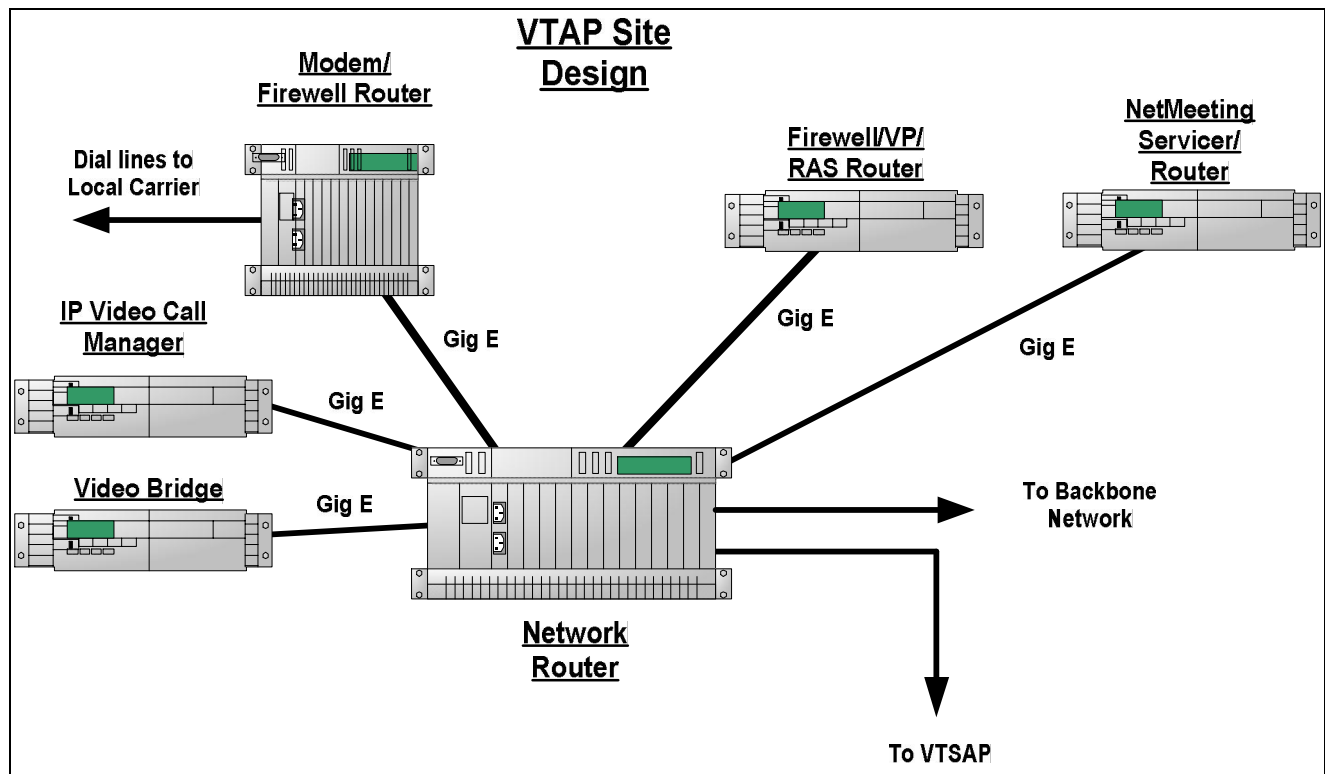 VTAP Site
Design
Modem/
Firewell Router
Dial lines to
Local Carrier
Firewell/VP/
RAS Router
NetMeeting
Servicer/
Router
IP Video Call
Manager
Gig E
Gig E
Gig E
Gig E
Video Bridge
Gig E
To Backbone
Network
Network
Router
To VTSAP